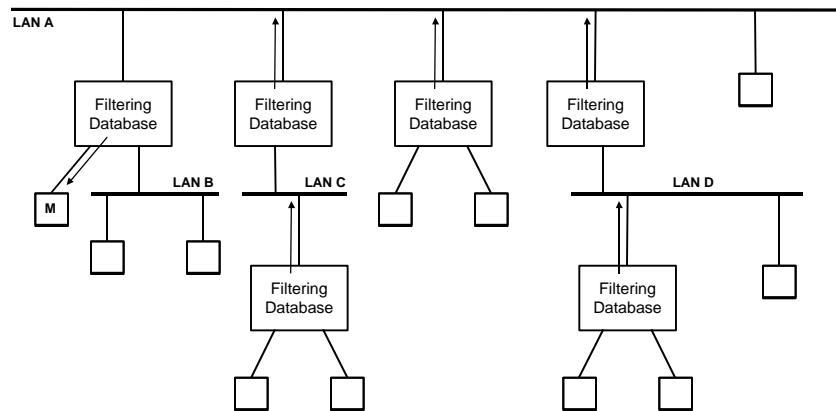 LAN A
Filtering
Database
Filtering
Database
Filtering
Database
Filtering
Database
M
LAN B
LAN C
LAN D
Filtering
Database
Filtering
Database